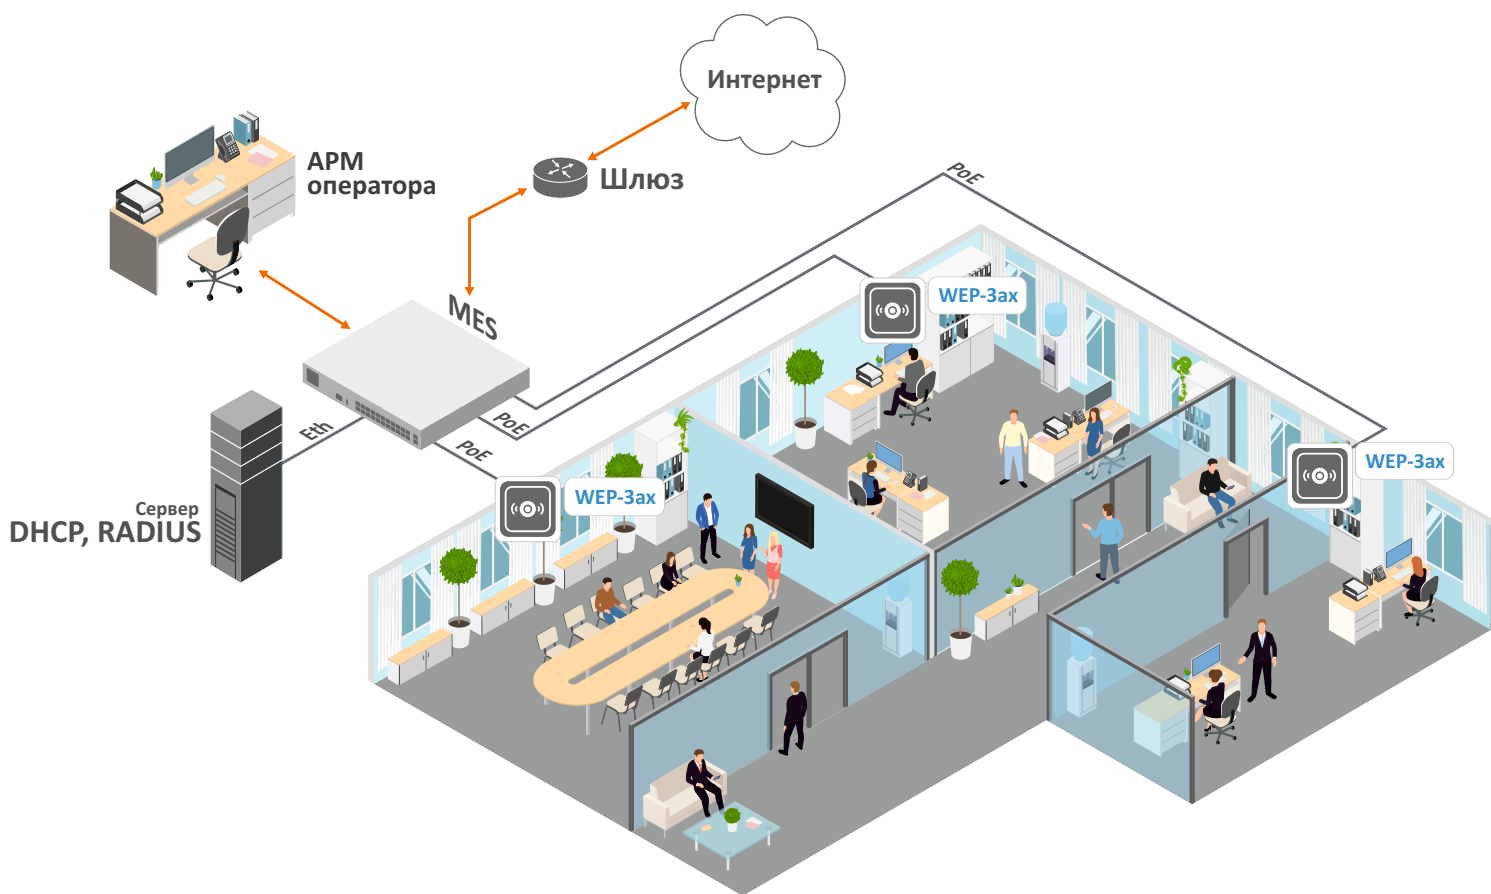 Интернет
АРМ
оператора
Шлюз
PoE
MES
WEP-3ax
Eth
PoE
PoE
WEP-3ax
WEP-3ax
Сервер
DHCP, RADIUS